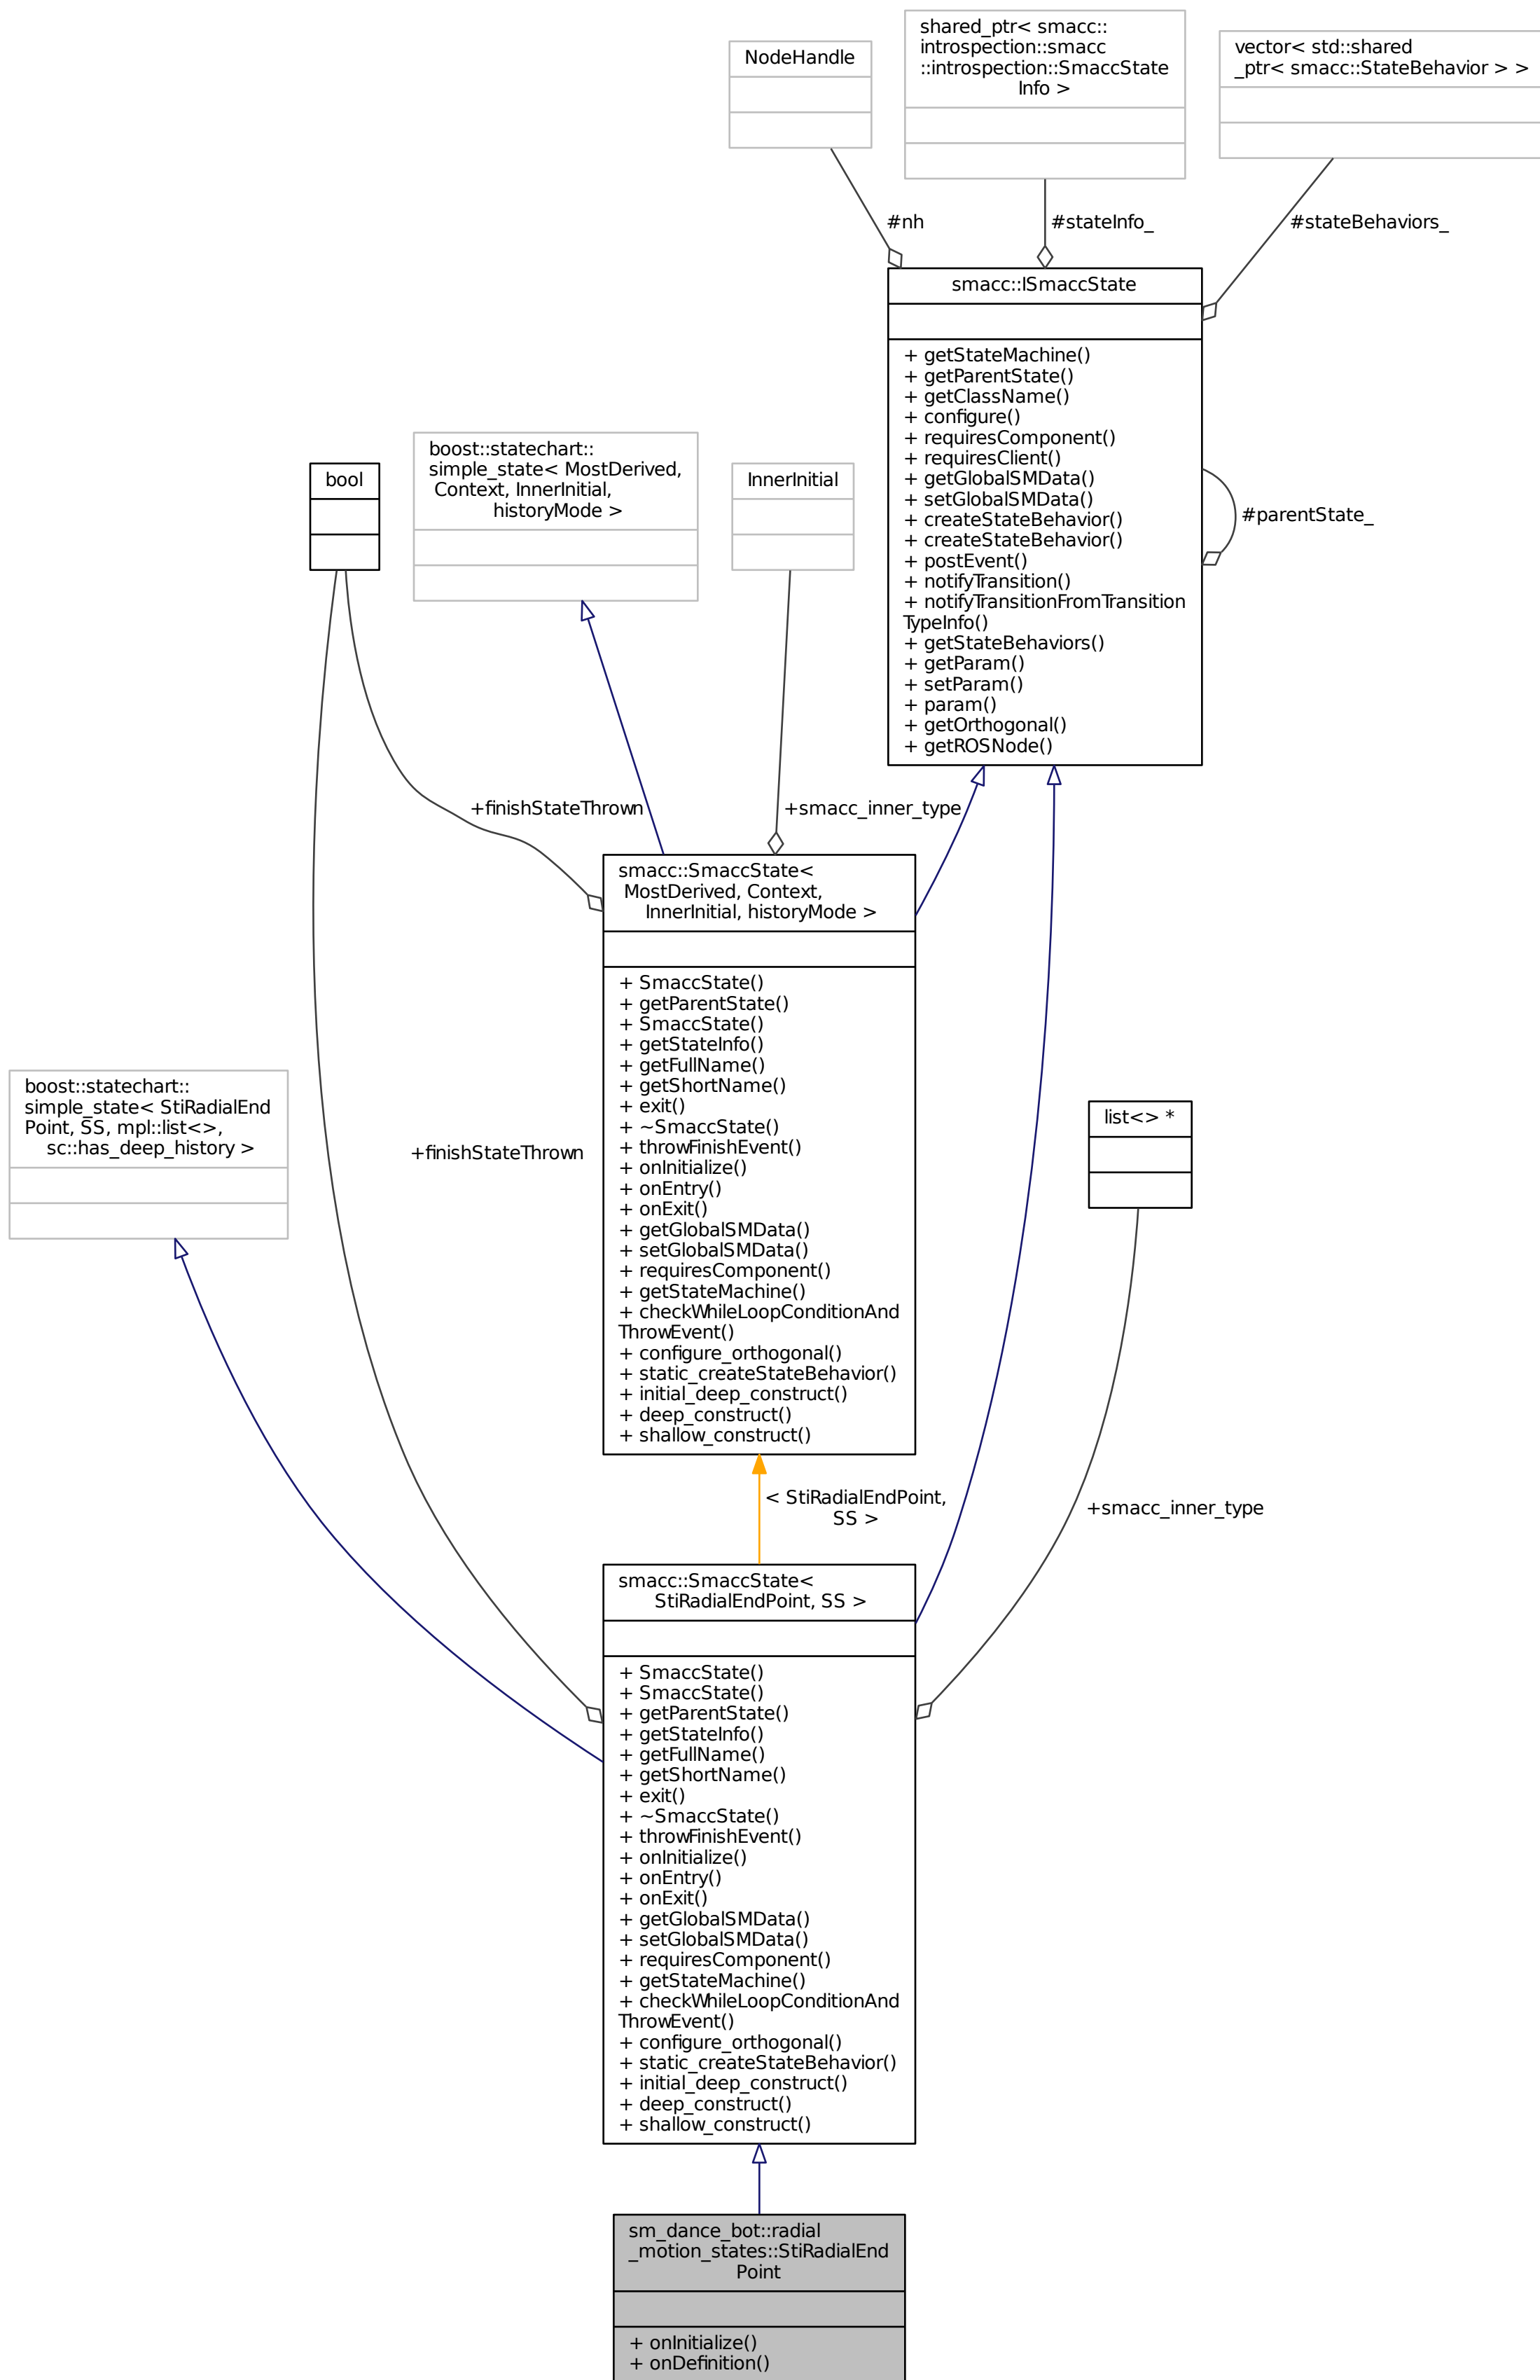 NodeHandle
shared_ptr< smacc::
introspection::smacc
::introspection::SmaccState
Info >
vector< std::shared
_ptr< smacc::StateBehavior > >
#nh
#stateInfo_
#stateBehaviors_
smacc::ISmaccState
+ getStateMachine()
+ getParentState()
+ getClassName()
+ configure()
+ requiresComponent()
+ requiresClient()
+ getGlobalSMData()
+ setGlobalSMData()
+ createStateBehavior()
+ createStateBehavior()
+ postEvent()
+ notifyTransition()
+ notifyTransitionFromTransition
TypeInfo()
+ getStateBehaviors()
+ getParam()
+ setParam()
+ param()
+ getOrthogonal()
+ getROSNode()
#parentState_
bool
boost::statechart::
simple_state< MostDerived,
Context, InnerInitial,
historyMode >
InnerInitial
+finishStateThrown
+smacc_inner_type
smacc::SmaccState<
MostDerived, Context,
InnerInitial, historyMode >
+ SmaccState()
+ getParentState()
+ SmaccState()
+ getStateInfo()
+ getFullName()
+ getShortName()
+ exit()
+ ~SmaccState()
+ throwFinishEvent()
+ onInitialize()
+ onEntry()
+ onExit()
+ getGlobalSMData()
+ setGlobalSMData()
+ requiresComponent()
+ getStateMachine()
+ checkWhileLoopConditionAnd
ThrowEvent()
+ configure_orthogonal()
+ static_createStateBehavior()
+ initial_deep_construct()
+ deep_construct()
+ shallow_construct()
boost::statechart::
simple_state< StiRadialEnd
Point, SS, mpl::list<>,
sc::has_deep_history >
+finishStateThrown
list<> *
< StiRadialEndPoint,
SS >
+smacc_inner_type
smacc::SmaccState<
StiRadialEndPoint, SS >
+ SmaccState()
+ SmaccState()
+ getParentState()
+ getStateInfo()
+ getFullName()
+ getShortName()
+ exit()
+ ~SmaccState()
+ throwFinishEvent()
+ onInitialize()
+ onEntry()
+ onExit()
+ getGlobalSMData()
+ setGlobalSMData()
+ requiresComponent()
+ getStateMachine()
+ checkWhileLoopConditionAnd
ThrowEvent()
+ configure_orthogonal()
+ static_createStateBehavior()
+ initial_deep_construct()
+ deep_construct()
+ shallow_construct()
sm_dance_bot::radial
_motion_states::StiRadialEnd
Point
+ onInitialize()
+ onDefinition()